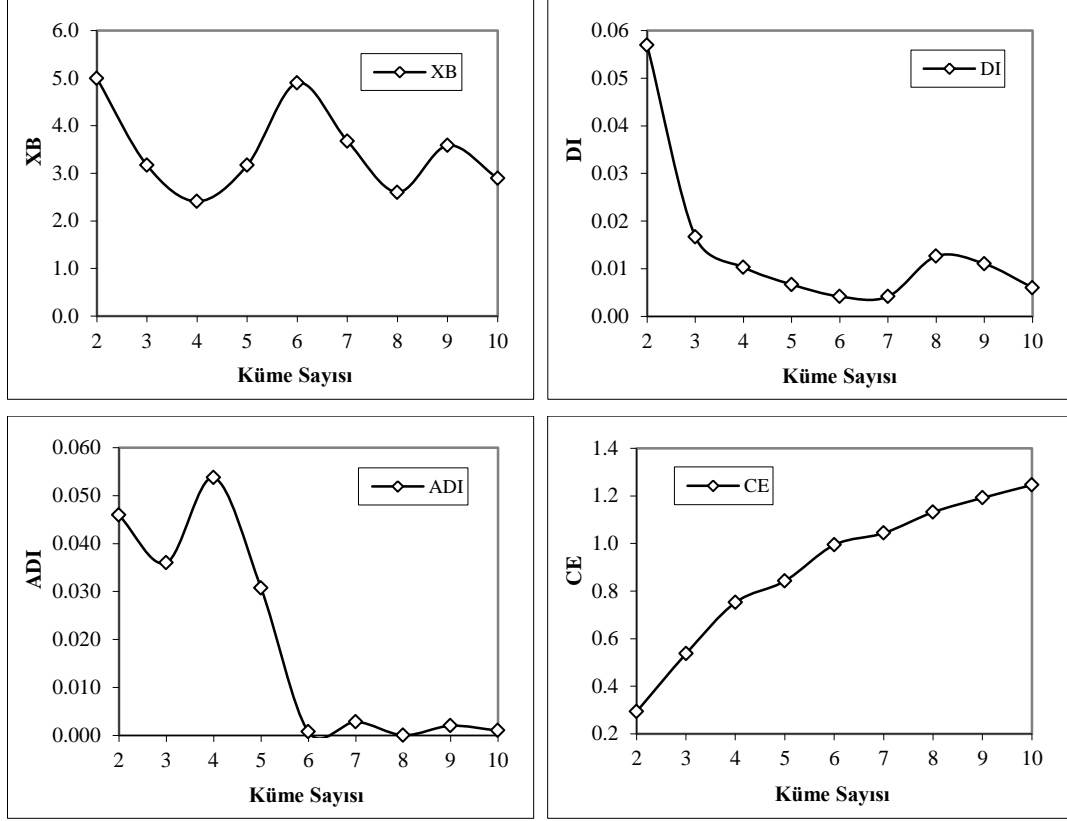 6.0
5.0
4.0
3.0
2.0
1.0
0.0
XB
XB
2 3 4 5 6 7 8 9 10
Küme Sayısı
0.06
0.05
0.04
0.03
0.02
0.01
0.00
DI
DI
2 3 4 5 6 7 8 9 10
Küme Sayısı
0.060
0.050
0.040
0.030
0.020
0.010
0.000
ADI
ADI
2 3 4 5 6 7 8 9 10
Küme Sayısı
1.4
1.2
1.0
0.8
0.6
0.4
0.2
CE
CE
2 3 4 5 6 7 8 9 10
Küme Sayısı